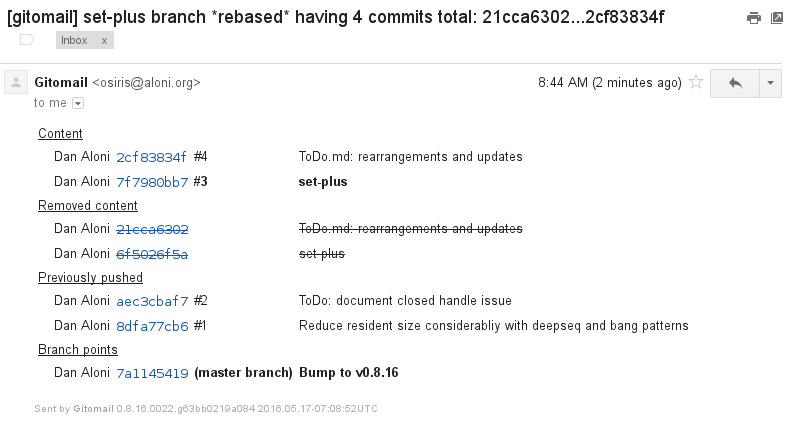 [gitomail] set-plus branch *rebased* having 4 commits total: 21cca6302...2cf83834f
Inbox x
Gitomail <osiris@aloni.org> 8:44 AM (2 minutes ago)
to me
Content
Dan Aloni 2cf83834f #4 ToDo.md: rearrangements and updates
Dan Aloni 7f7980bb7 #3 set-plus
Removed content
Dan Aloni 21cca6302 ToDo.md: rearrangements and updates
Dan Aloni 6f5026f5a set-plus
Previously pushed
Dan Aloni aec3cbaf7 #2 ToDo: document closed handle issue
Dan Aloni 8dfa77cb6 #1 Reduce resident size considerabliy with deepseq and bang patterns
Branch points
Dan Aloni 7a1145419 (master branch) Bump to v0.8.16
Sent by Gitomail 0.8.16.0022.g63bb0219a084 2016.05.17-07:08:52UTC